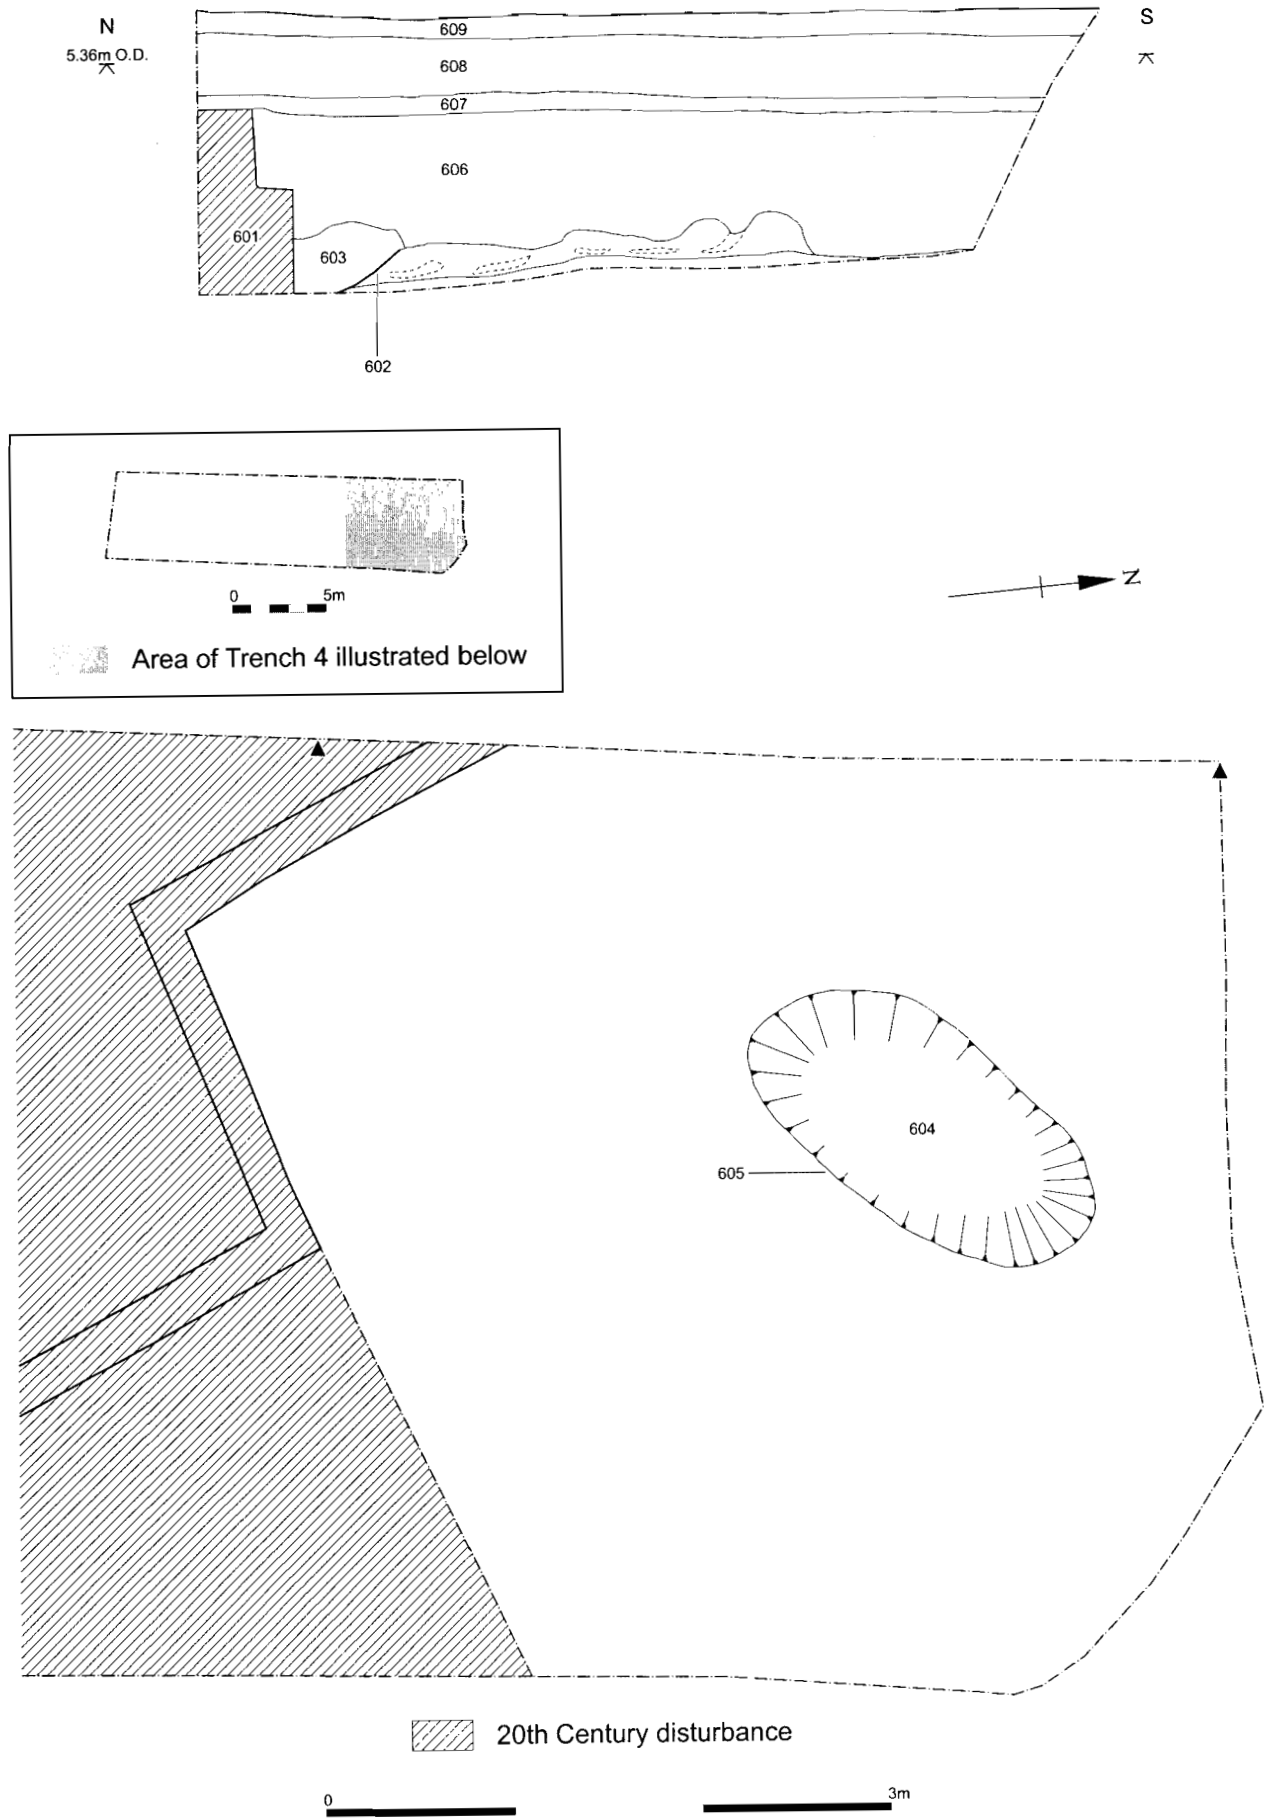 N
S
5.36m O.D.
609
608
607
606
601
603
602
0 5m
Area of Trench 4 illustrated below
N
604
605
20th Century disturbance
0 3m